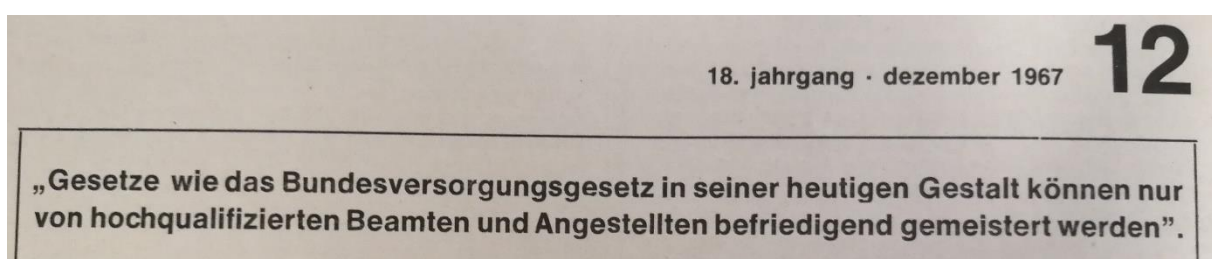 18. jahrgang · dezember 1967 12
„Gesetze wie das Bundesversorgungsgesetz in seiner heutigen Gestalt können nur
von hochqualifizierten Beamten und Angestellten befriedigend gemeistert werden”.